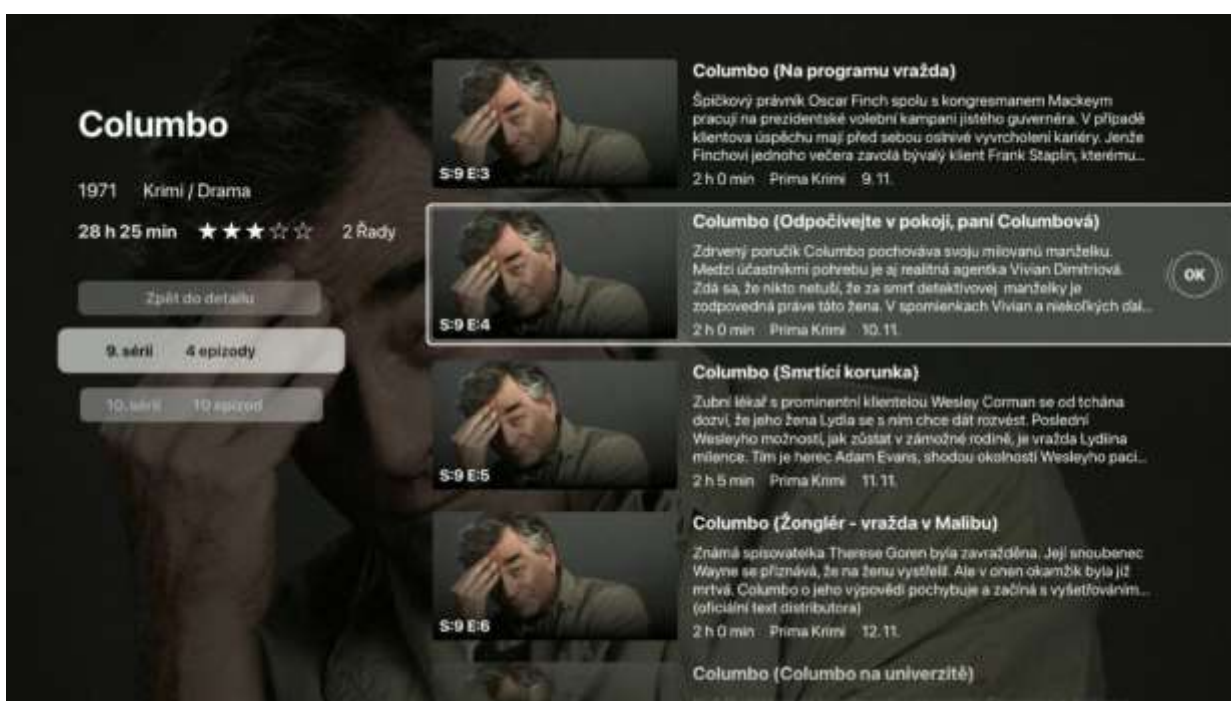 Columbo
1971 Krimi / Drama
28 h 25 min 2 Řady
Zpět do detailu
9. sérií 4 epizody
10. sérií 10 epizod
Columbo (Na programu vražda)
Špičkový právník Oscar Finch spolu s kongresmanem Mackeym
pracují na prezidentské volební kampani jistého guvernéra. V případě
klientova úspěchu mají před sebou oslnivé vyvrcholení kariéry. Jenže
Finchovi jednoho večera zavolá bývalý klient Frank Staplin, kterému...
S:9 E:3
2 h 0 min Prima Krimi 9. 11.
Columbo (Odpočívejte v pokoji, paní Columbová)
Zdrvený poručík Columbo pochováva svoju milovanú manželku.
Medzi účastníkmi pohrebu je aj realitná agentka Vivian Dimitriová.
Zdá sa, že nikto netuší, že za smrť detektívovej manželky je
zodpovedná práve táto žena. V spomienkach Vivian a niekoľkých ďal...
S:9 E:4
2 h 0 min Prima Krimi 10. 11.
OK
Columbo (Smrtící korunka)
Zubní lékař s prominentní klientelou Wesley Corman se od tchána
dozví, že jeho žena Lydia se s ním chce dát rozvést. Poslední
Wesleyho možností, jak zůstat v zámožné rodině, je vražda Lydiina
milence. Tím je herec Adam Evans, shodou okolností Wesleyho paci...
S:9 E:5
2 h 5 min Prima Krimi 11. 11.
Columbo (Žonglér - vražda v Malibu)
Známá spisovatelka Therese Goren byla zavražděna. Její snoubenec
Wayne se přiznává, že na ženu vystřelil. Ale v onen okamžik byla již
mrtvá. Columbo o jeho výpovědi pochybuje a začíná s vyšetřováním...
(oficiální text distributora)
S:9 E:6
2 h 0 min Prima Krimi 12. 11.
Columbo (Columbo na univerzitě)